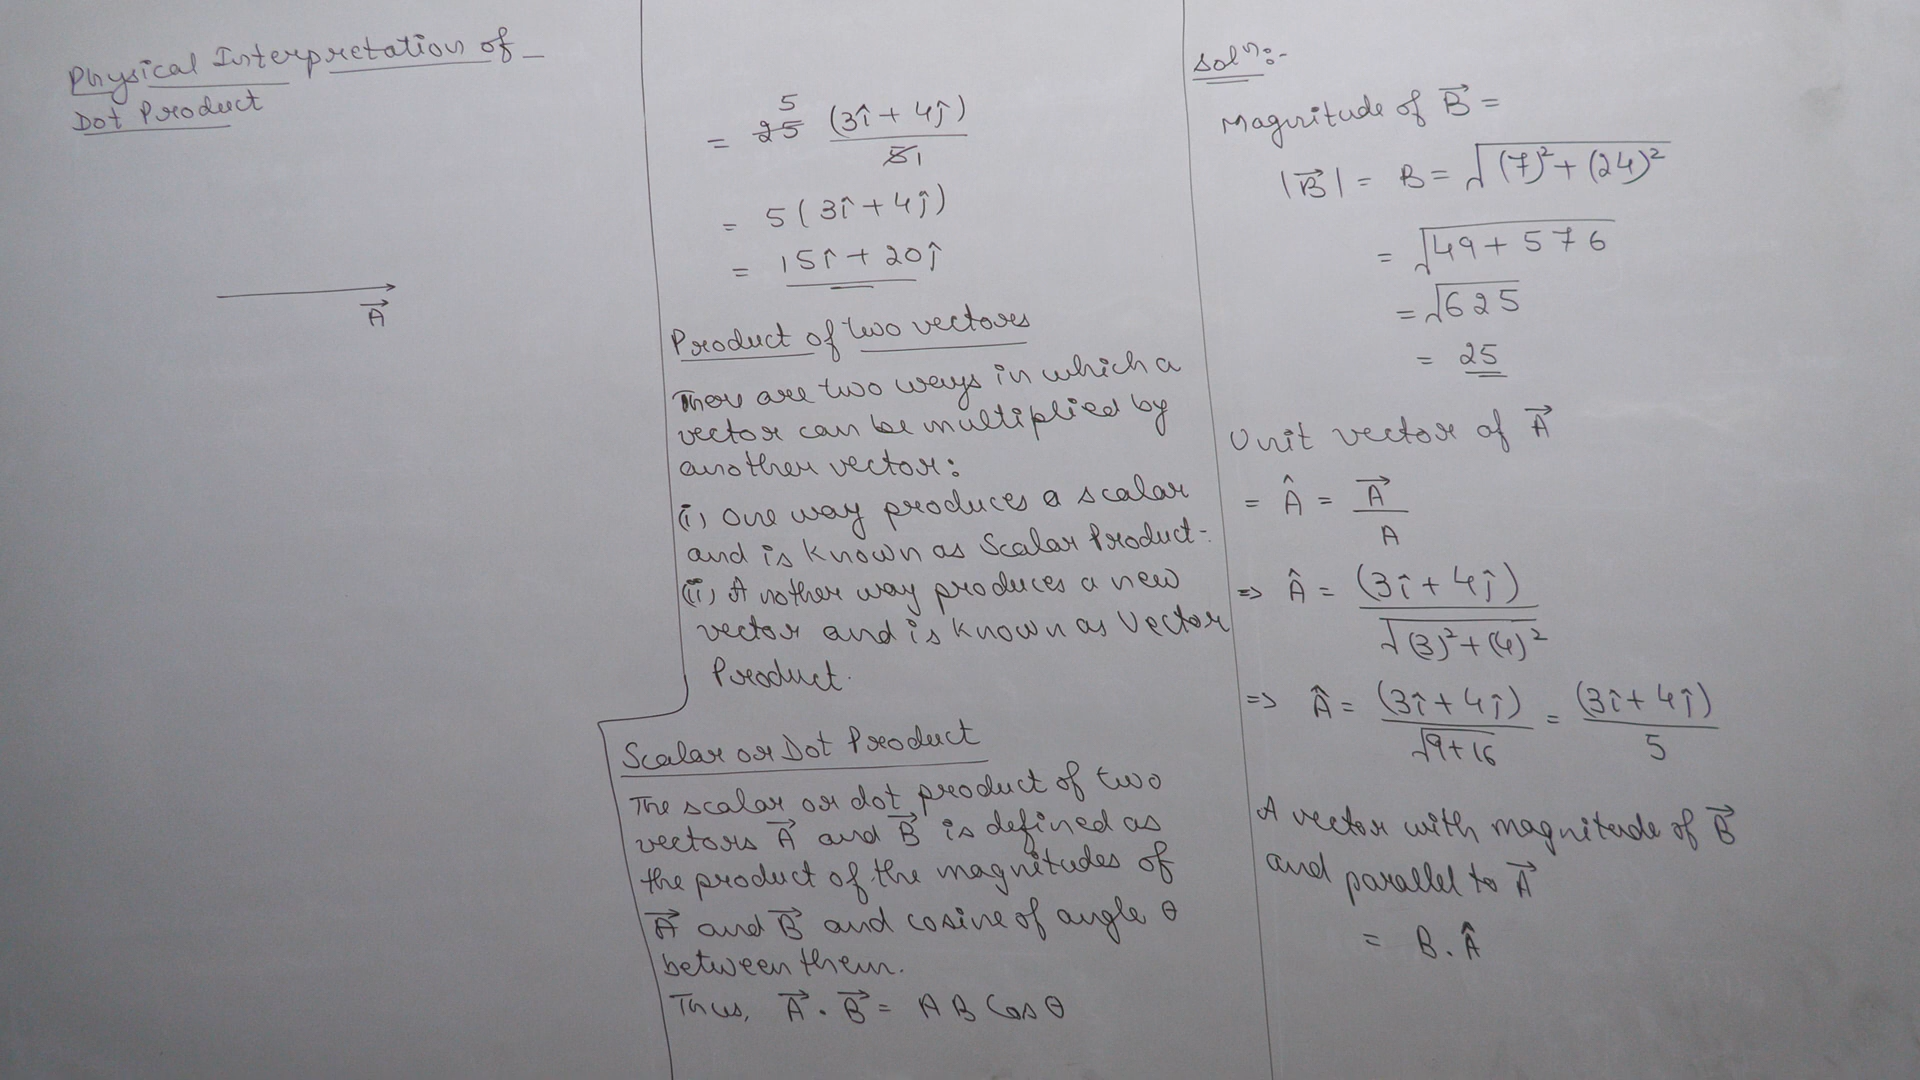 Physical Interpretation of
Dot Product
A⃗
= 25 5 (3î + 4ĵ) / 5 1
= 5(3î + 4ĵ)
= 15î + 20ĵ
Product of two vectors
There are two ways in which a
vector can be multiplied by
another vector:
(i) One way produces a scalar
and is known as Scalar Product.
(ii) Another way produces a new
vector and is known as Vector
Product.
Scalar or Dot Product
The scalar or dot product of two
vectors A⃗ and B⃗ is defined as
the product of the magnitudes of
A⃗ and B⃗ and cosine of angle θ
between them.
Thus, A⃗ . B⃗ = A B Cos θ
Solⁿ:-
Magnitude of B⃗ =
|B⃗| = B = √(7)² + (24)²
= √49 + 576
= √625
= 25
Unit vector of A⃗
= Â = A⃗ / A
=> Â = (3î + 4ĵ) / √(3)² + (4)²
=> Â = (3î + 4ĵ) / √9 + 16 = (3î + 4ĵ) / 5
A vector with magnitude of B⃗
and parallel to A⃗
= B . Â